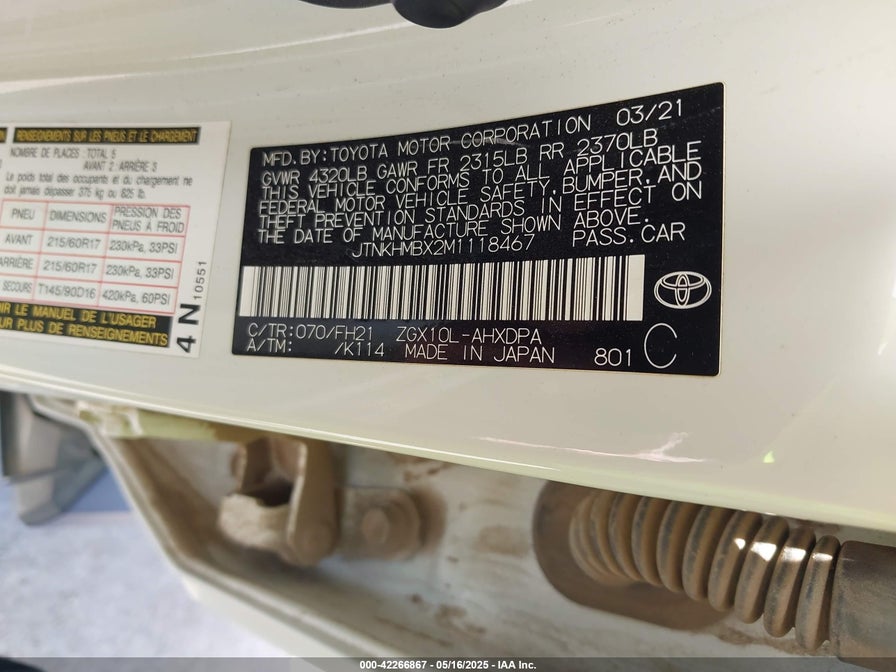 RENSEIGNEMENTS SUR LES PNEUS ET LE CHARGEMENT
NOMBRE DE PLACES : TOTAL 5
AVANT 2 : ARRIÈRE 3
Le poids total des occupants et du chargement ne
doit jamais dépasser 375 kg ou 825 lb.
PNEU DIMENSIONS PRESSION DES PNEUS À FROID
AVANT 215/60R17 230kPa, 33PSI
ARRIÈRE 215/60R17 230kPa, 33PSI
SECOURS T145/90D16 420kPa, 60PSI
LE MANUEL DE L'USAGER
PLUS DE RENSEIGNEMENTS
4 N 10551
MFD. BY: TOYOTA MOTOR CORPORATION 03/21
GVWR 4320LB GAWR FR 2315LB RR 2370LB
THIS VEHICLE CONFORMS TO ALL APPLICABLE
FEDERAL MOTOR VEHICLE SAFETY, BUMPER, AND
THEFT PREVENTION STANDARDS IN EFFECT ON
THE DATE OF MANUFACTURE SHOWN ABOVE.
JTNKHMBX2M1118467 PASS. CAR
C/TR: 070/FH21 ZGX10L-AHXDPA
A/TM: /K114 MADE IN JAPAN 801 C
000-42266867 - 05/16/2025 - IAA Inc.